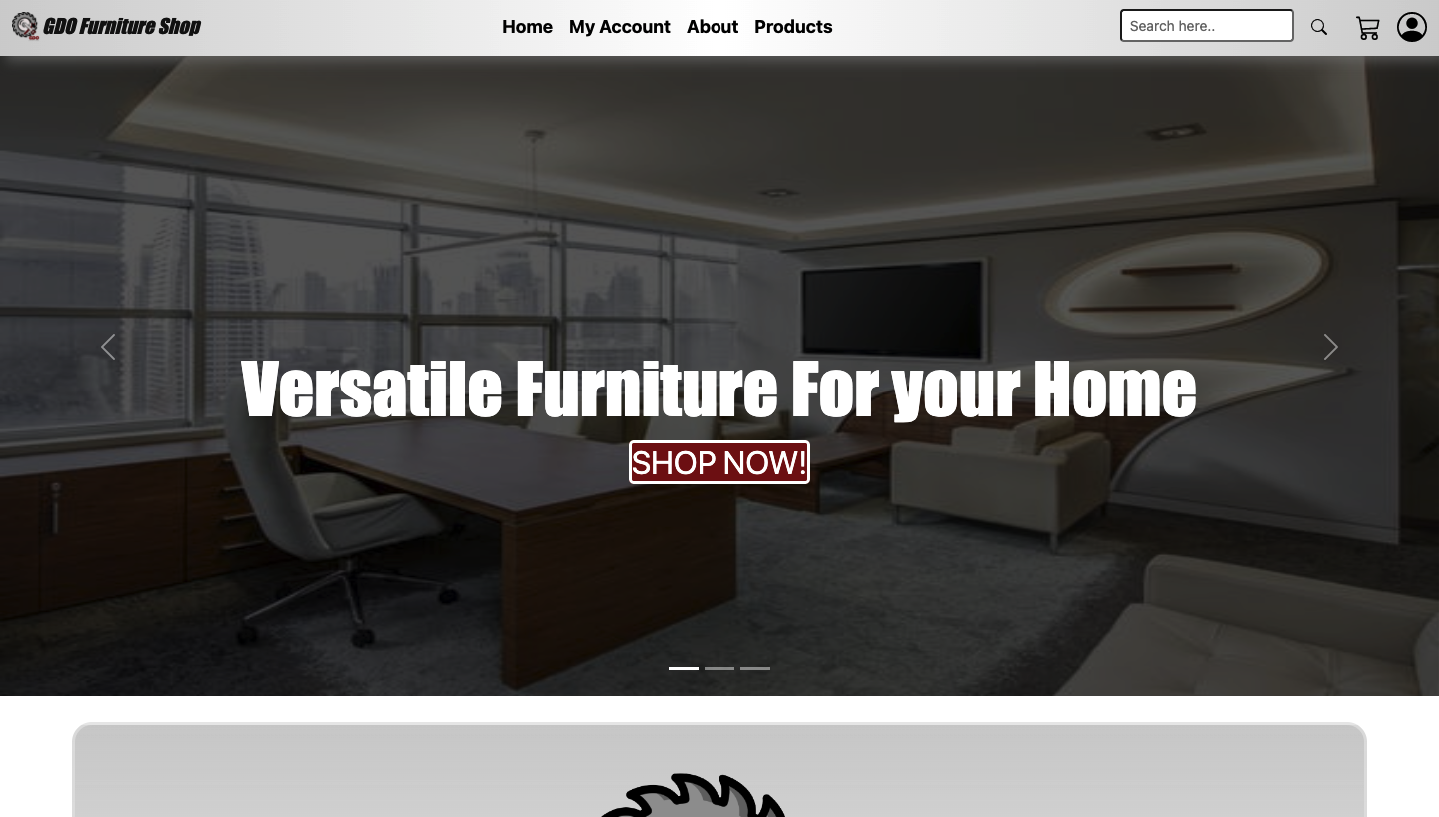 GDO Furniture Shop
Home My Account About Products
Search here..
Versatile Furniture For your Home
SHOP NOW!